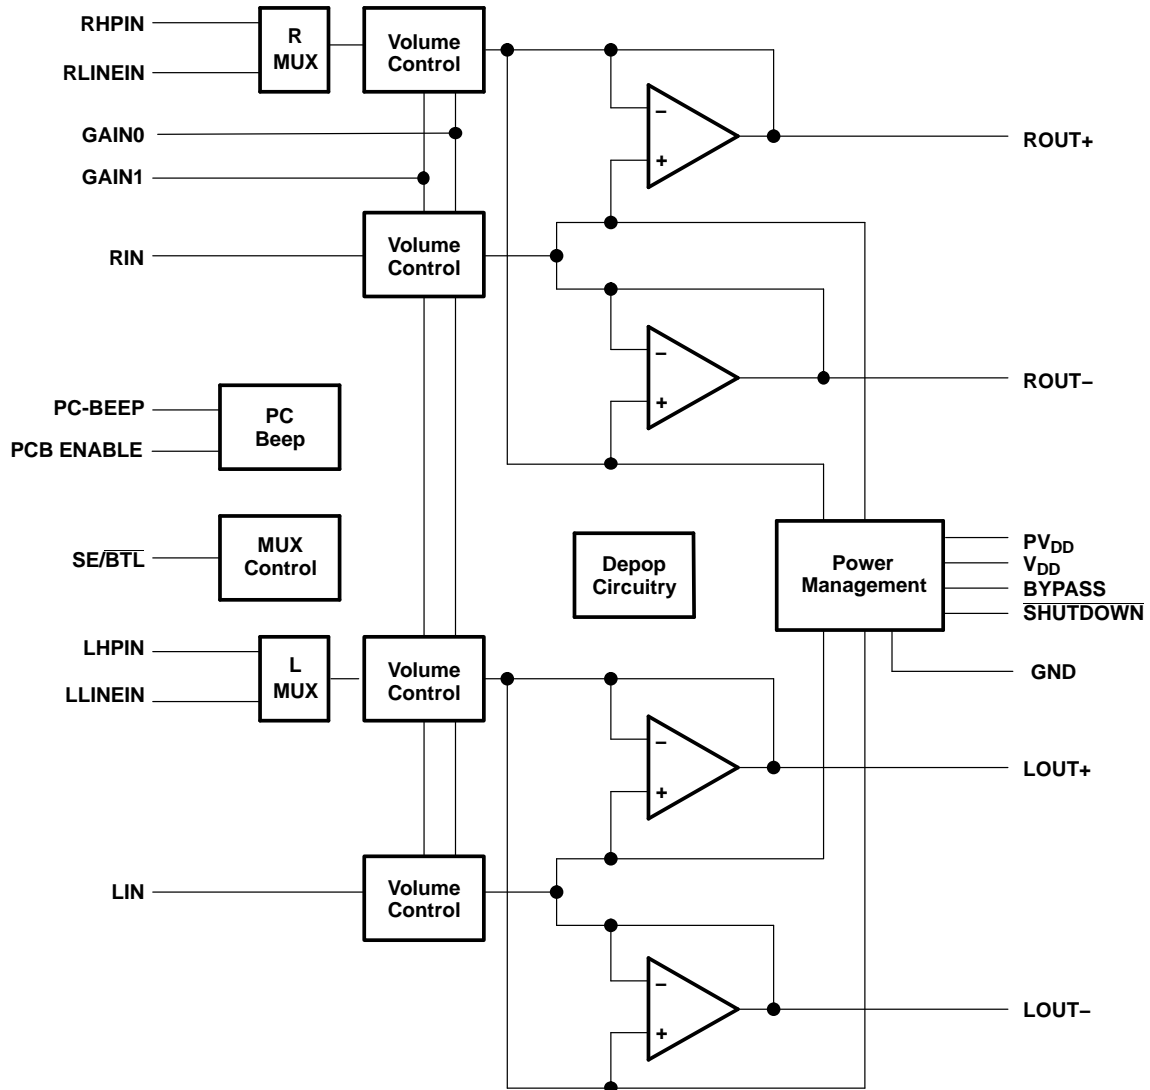 RHPIN
R
MUX
Volume
Control
RLINEIN
GAIN0
–
+
ROUT+
GAIN1
RIN
Volume
Control
–
+
ROUT–
PC-BEEP
PCB ENABLE
PC
Beep
SE/BTL
MUX
Control
Depop
Circuitry
Power
Management
PVDD
VDD
BYPASS
SHUTDOWN
GND
LHPIN
LLINEIN
L
MUX
Volume
Control
–
+
LOUT+
LIN
Volume
Control
–
+
LOUT–